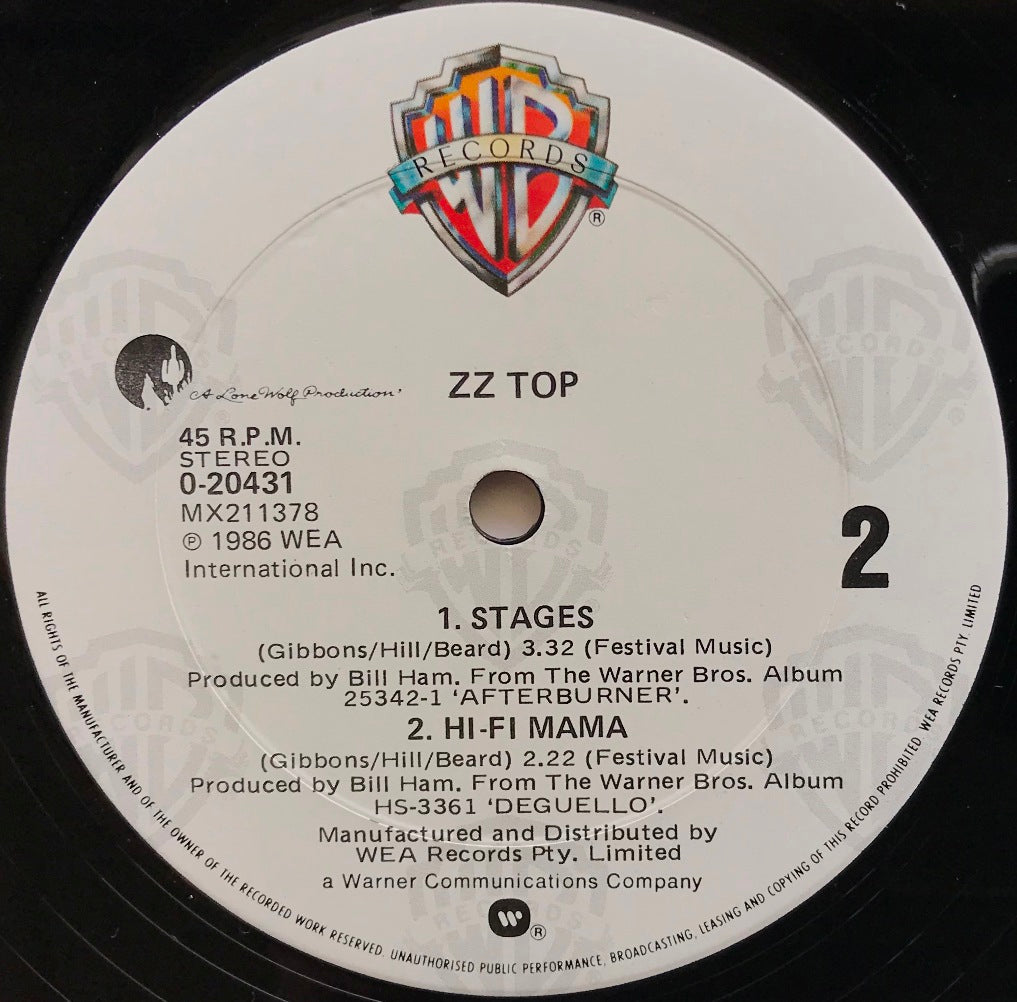 WB
RECORDS
®
ZZ TOP
A Lone Wolf Production'
45 R.P.M.
STEREO
0-20431
MX211378
℗ 1986 WEA
International Inc.
2
1. STAGES
(Gibbons/Hill/Beard) 3.32 (Festival Music)
Produced by Bill Ham. From The Warner Bros. Album
25342-1 ‘AFTERBURNER’.
2. HI-FI MAMA
(Gibbons/Hill/Beard) 2.22 (Festival Music)
Produced by Bill Ham. From The Warner Bros. Album
HS-3361 ‘DEGUELLO’.
Manufactured and Distributed by
WEA Records Pty. Limited
a Warner Communications Company
®
ALL RIGHTS OF THE MANUFACTURER AND OF THE OWNER OF THE RECORDED WORK RESERVED. UNAUTHORISED PUBLIC PERFORMANCE, BROADCASTING, LEASING AND COPYING OF THIS RECORD PROHIBITED. WEA RECORDS PTY. LIMITED